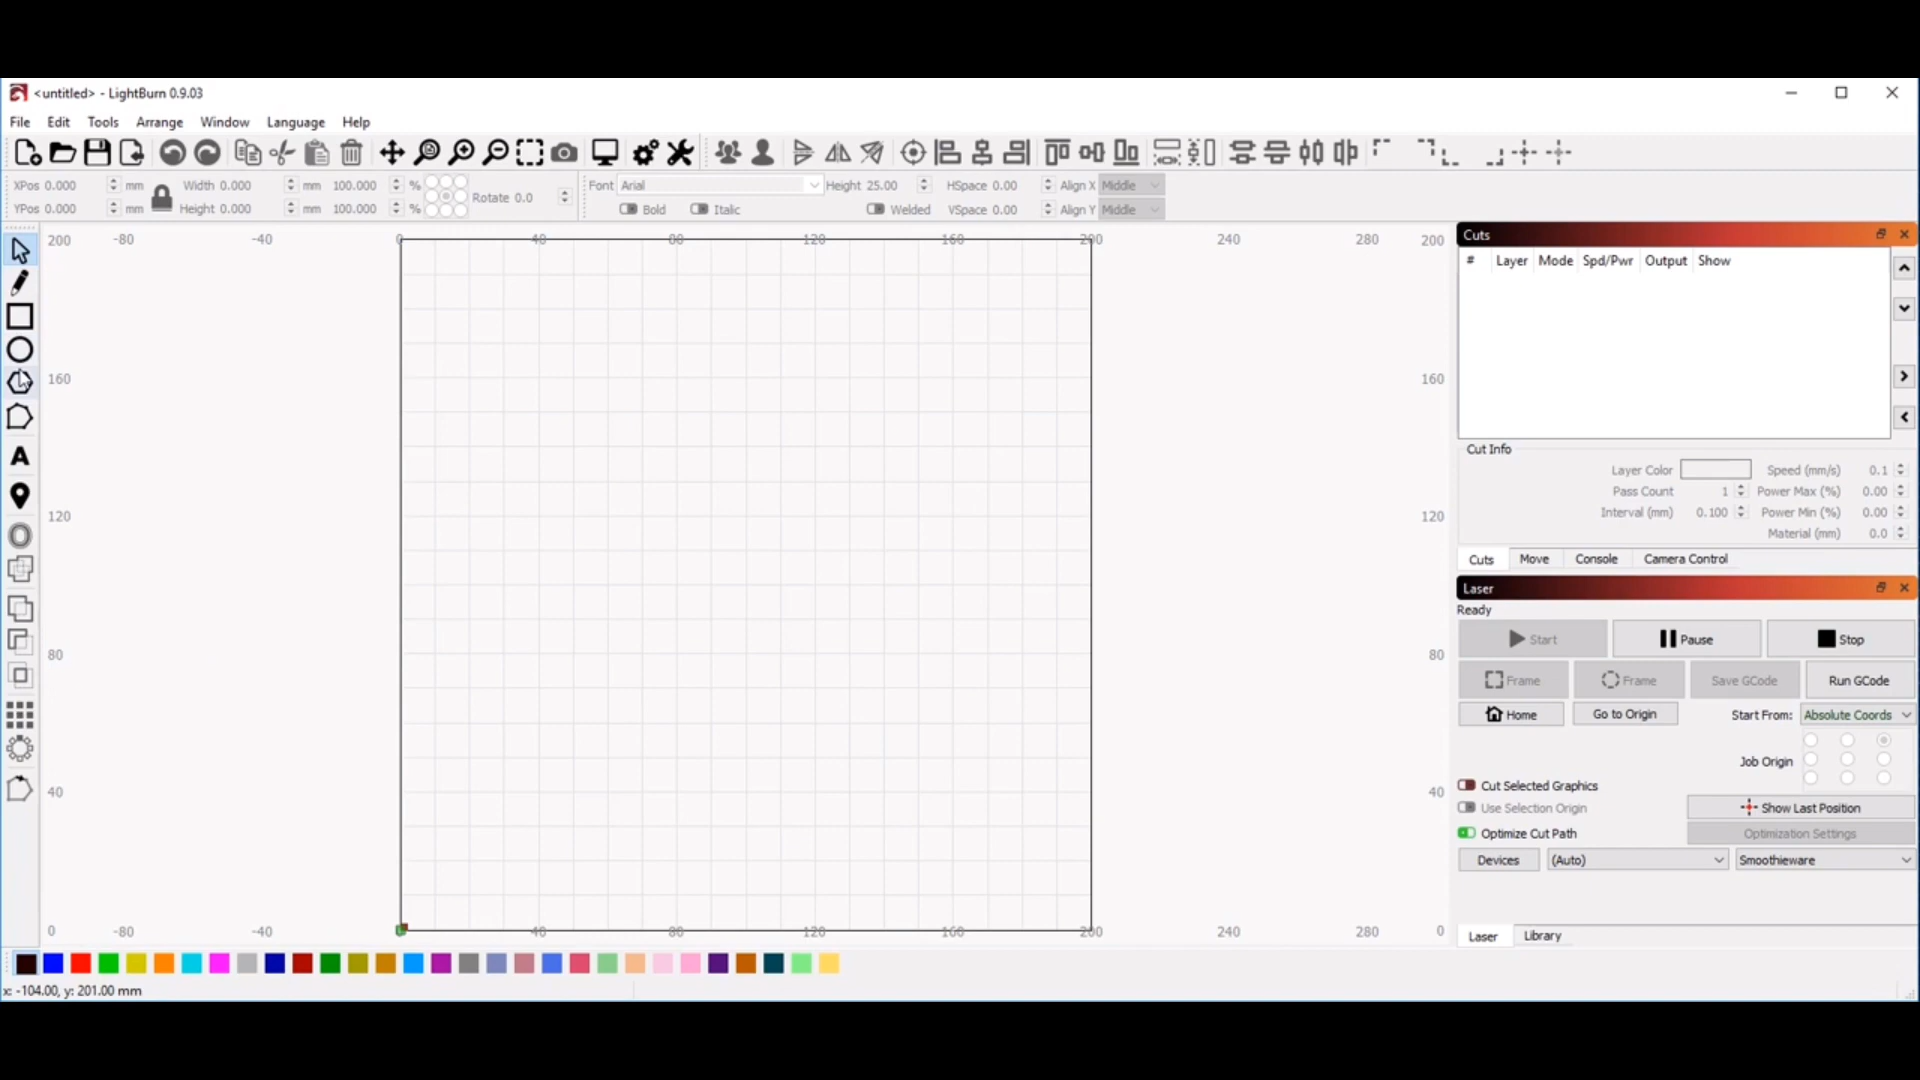 <untitled> - LightBurn 0.9.03
File Edit Tools Arrange Window Language Help
XPos 0.000 mm Width 0.000 mm 100.000 % Rotate 0.0 Font Arial Height 25.00 HSpace 0.00 Align X Middle
YPos 0.000 mm Height 0.000 mm 100.000 % Bold Italic Welded VSpace 0.00 Align Y Middle
200 -80 -40 0 40 80 120 160 200 240 280 200
160 160
120 120
80 80
40 40
0 -80 -40 0 40 80 120 160 200 240 280 0
Cuts
# Layer Mode Spd/Pwr Output Show
Cut Info
Layer Color Speed (mm/s) 0.1
Pass Count 1 Power Max (%) 0.00
Interval (mm) 0.100 Power Min (%) 0.00
Material (mm) 0.0
Cuts Move Console Camera Control
Laser
Ready
Start Pause Stop
Frame Frame Save GCode Run GCode
Home Go to Origin Start From: Absolute Coords
Job Origin
Cut Selected Graphics
Use Selection Origin Show Last Position
Optimize Cut Path Optimization Settings
Devices (Auto) Smoothieware
Laser Library
x: -104.00, y: 201.00 mm